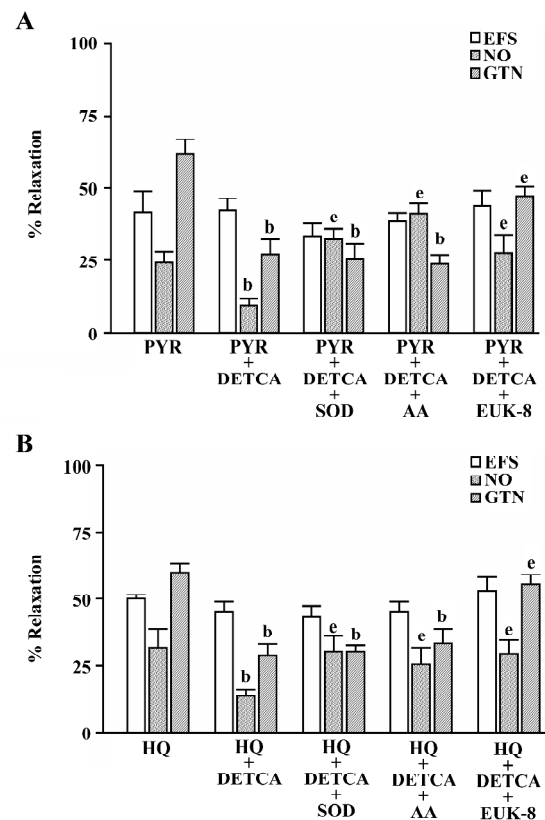 A
EFS
NO
GTN
100
75
50
25
0
% Relaxation
b
b
e
b
e
b
e
e
PYR PYR PYR PYR PYR
+ + + +
DETCA DETCA DETCA DETCA
+ + +
SOD AA EUK-8
B
EFS
NO
GTN
100
75
50
25
0
% Relaxation
b
b
e
b
e
b
e
e
HQ HQ HQ HQ HQ
+ + + +
DETCA DETCA DETCA DETCA
+ + +
SOD AA EUK-8